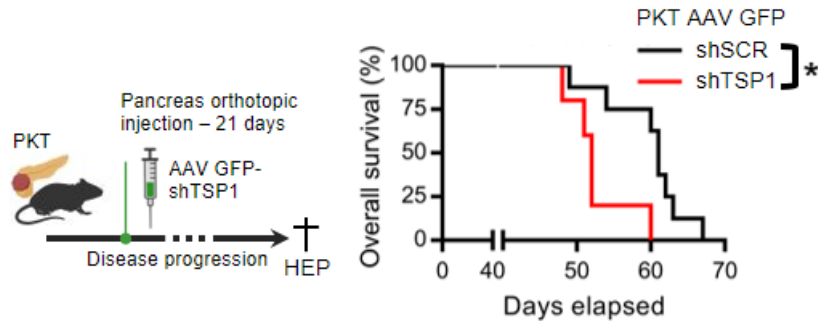 PKT AAV GFP
shSCR
shTSP1
*
Pancreas orthotopic
injection – 21 days
PKT
AAV GFP-
shTSP1
Disease progression
HEP
Overall survival (%)
100
75
50
25
0
0 40 50 60 70
Days elapsed